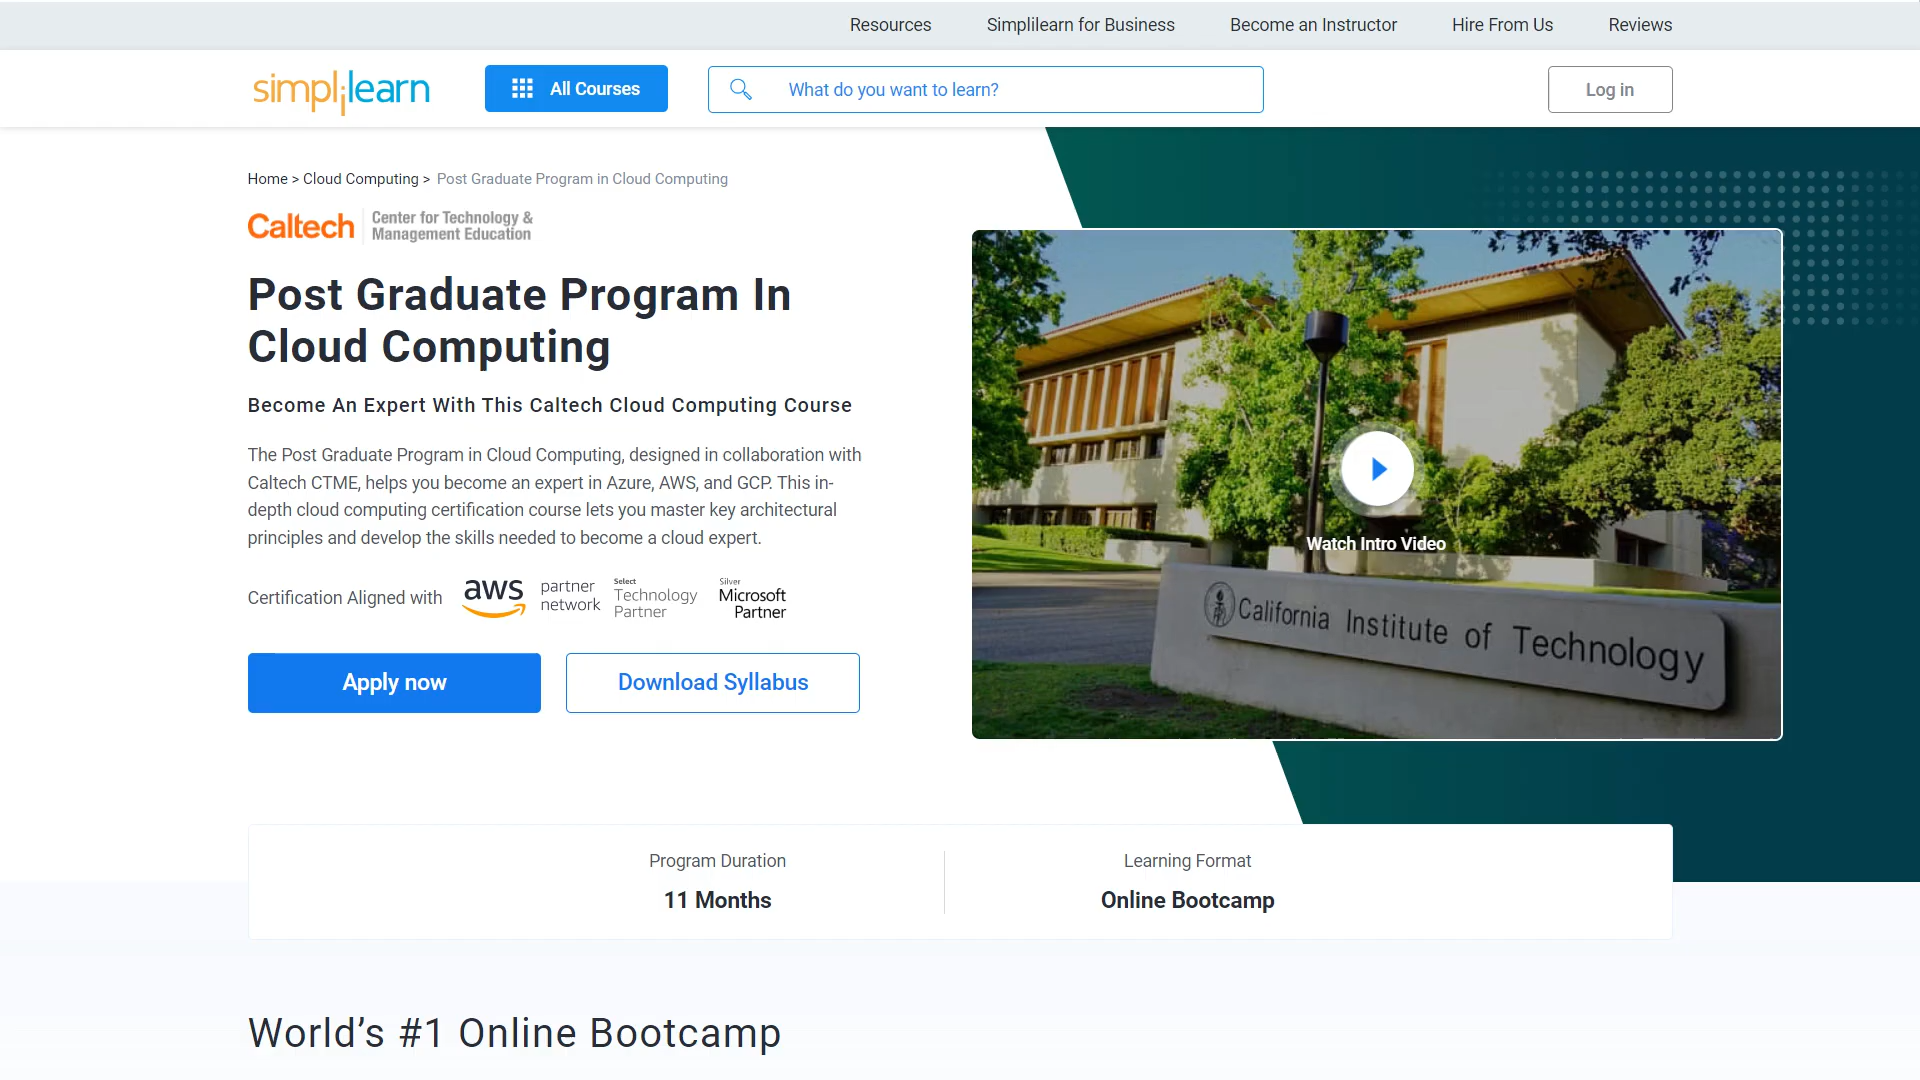 Resources Simplilearn for Business Become an Instructor Hire From Us Reviews
simplilearn All Courses What do you want to learn? Log in
Home > Cloud Computing > Post Graduate Program in Cloud Computing
Caltech Center for Technology &
Management Education
Post Graduate Program In
Cloud Computing
Become An Expert With This Caltech Cloud Computing Course
The Post Graduate Program in Cloud Computing, designed in collaboration with
Caltech CTME, helps you become an expert in Azure, AWS, and GCP. This in-
depth cloud computing certification course lets you master key architectural
principles and develop the skills needed to become a cloud expert.
Certification Aligned with
aws partner
network
Select
Technology
Partner
Silver
Microsoft
Partner
Apply now Download Syllabus
Watch Intro Video
California Institute of Technology
Program Duration
11 Months
Learning Format
Online Bootcamp
World’s #1 Online Bootcamp